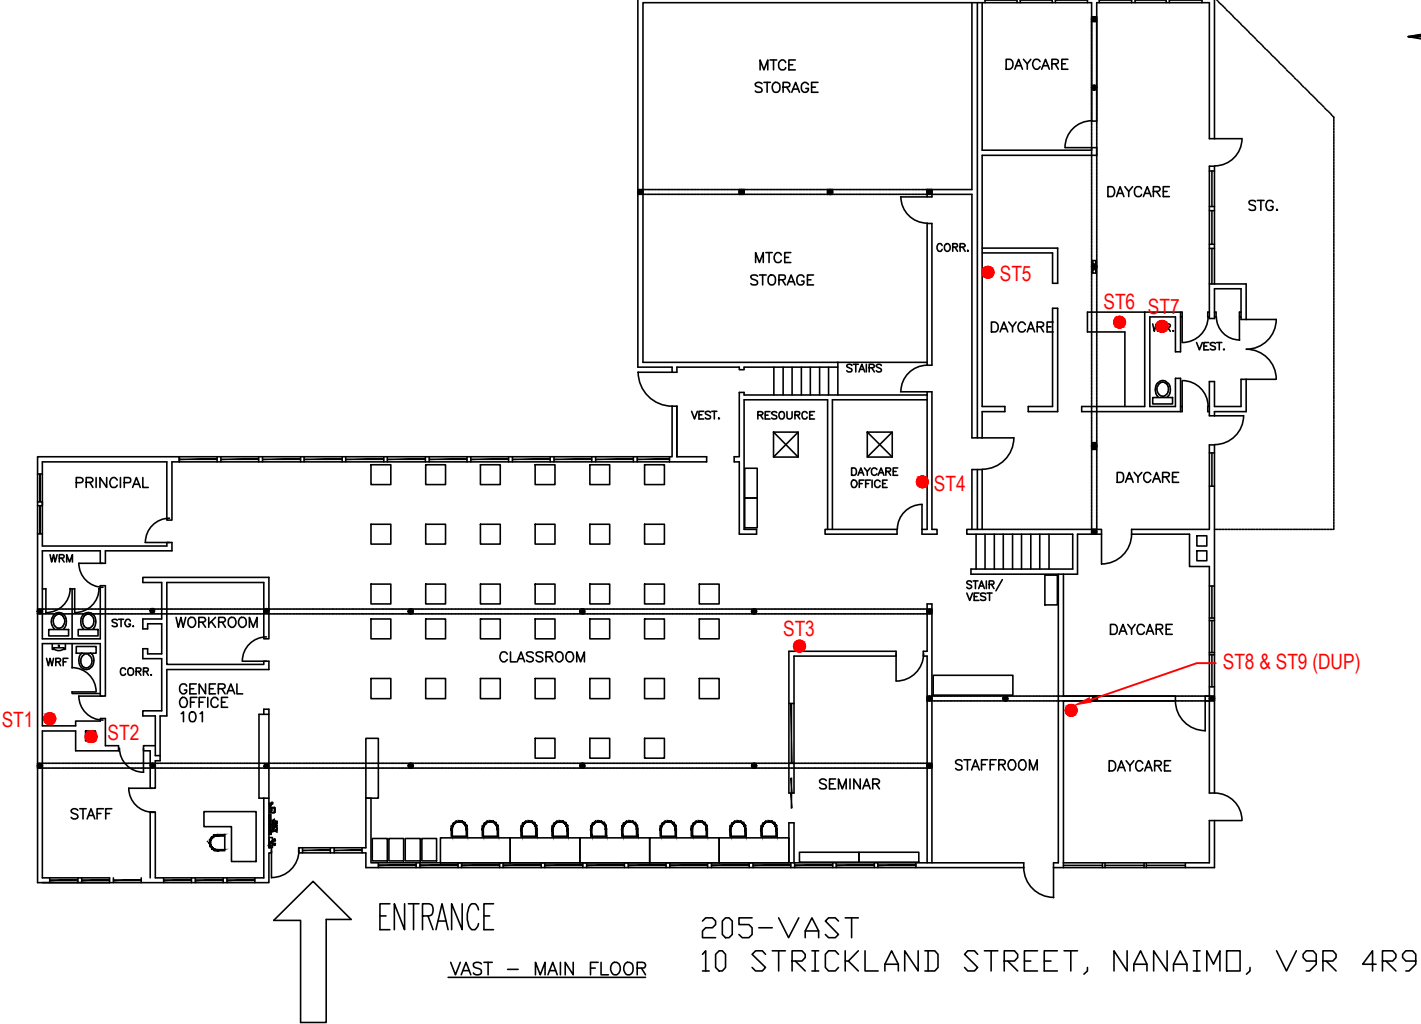 MTCE
STORAGE
DAYCARE
DAYCARE
STG.
MTCE
STORAGE
CORR.
ST5
ST6
ST7
DAYCARE
W.R.
VEST.
STAIRS
VEST.
RESOURCE
DAYCARE
OFFICE
ST4
DAYCARE
PRINCIPAL
WRM
STAIR/
VEST
STG.
WORKROOM
ST3
DAYCARE
CLASSROOM
WRF
CORR.
ST8 & ST9 (DUP)
GENERAL
OFFICE
101
ST1
ST2
STAFFROOM
DAYCARE
SEMINAR
STAFF
ENTRANCE
205-VAST
10 STRICKLAND STREET, NANAIMO, V9R 4R9
VAST - MAIN FLOOR